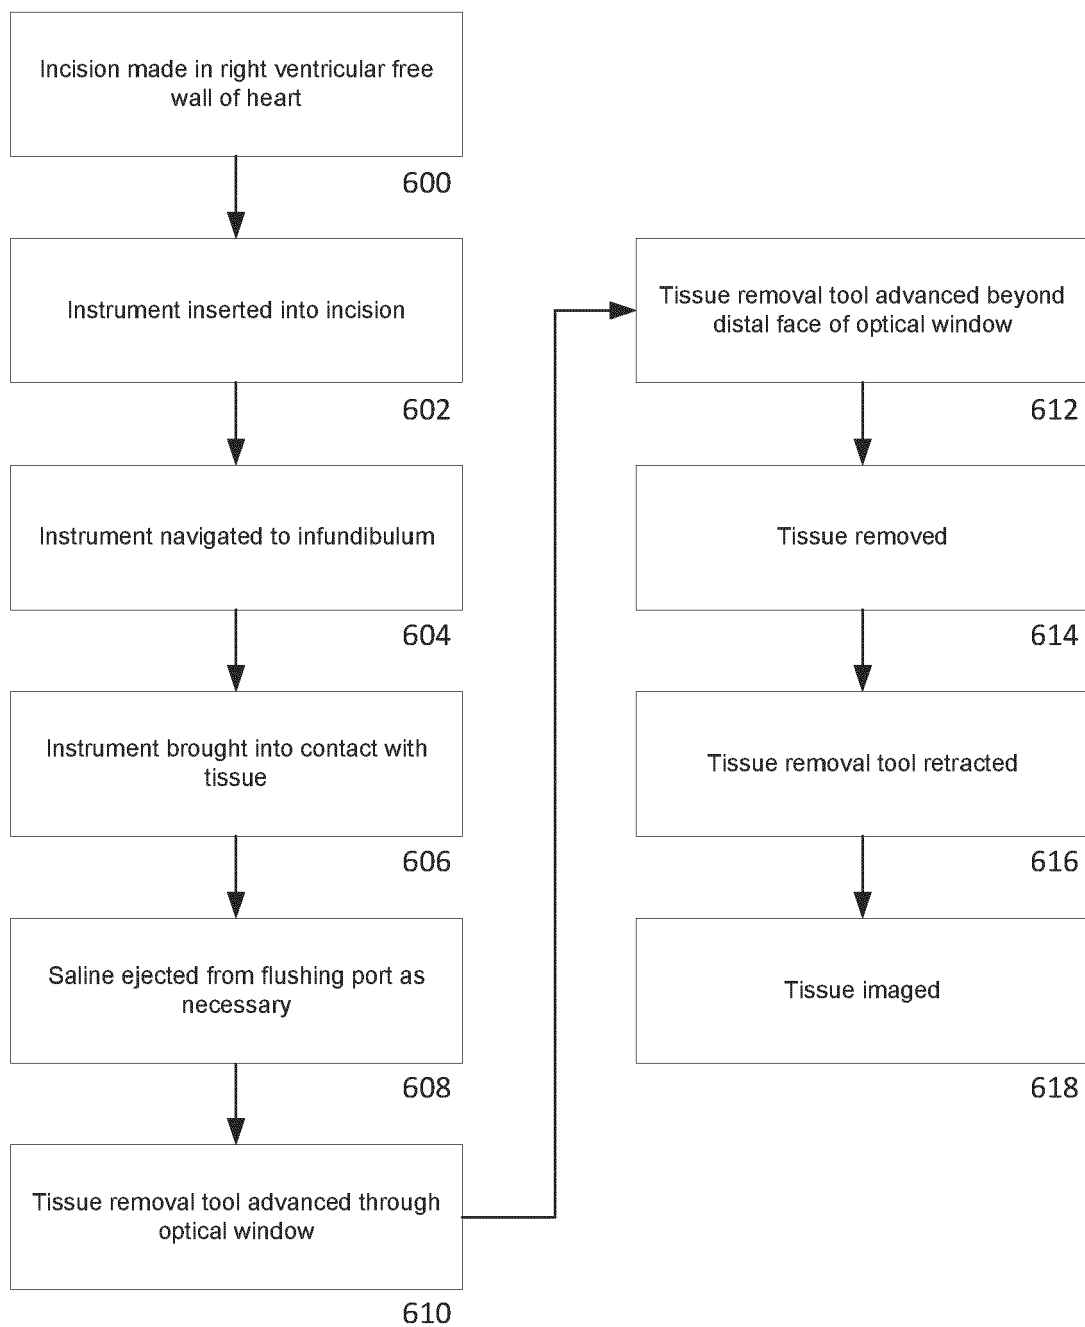 Incision made in right ventricular free
wall of heart
600
Instrument inserted into incision
602
Instrument navigated to infundibulum
604
Instrument brought into contact with
tissue
606
Saline ejected from flushing port as
necessary
608
Tissue removal tool advanced through
optical window
610
Tissue removal tool advanced beyond
distal face of optical window
612
Tissue removed
614
Tissue removal tool retracted
616
Tissue imaged
618